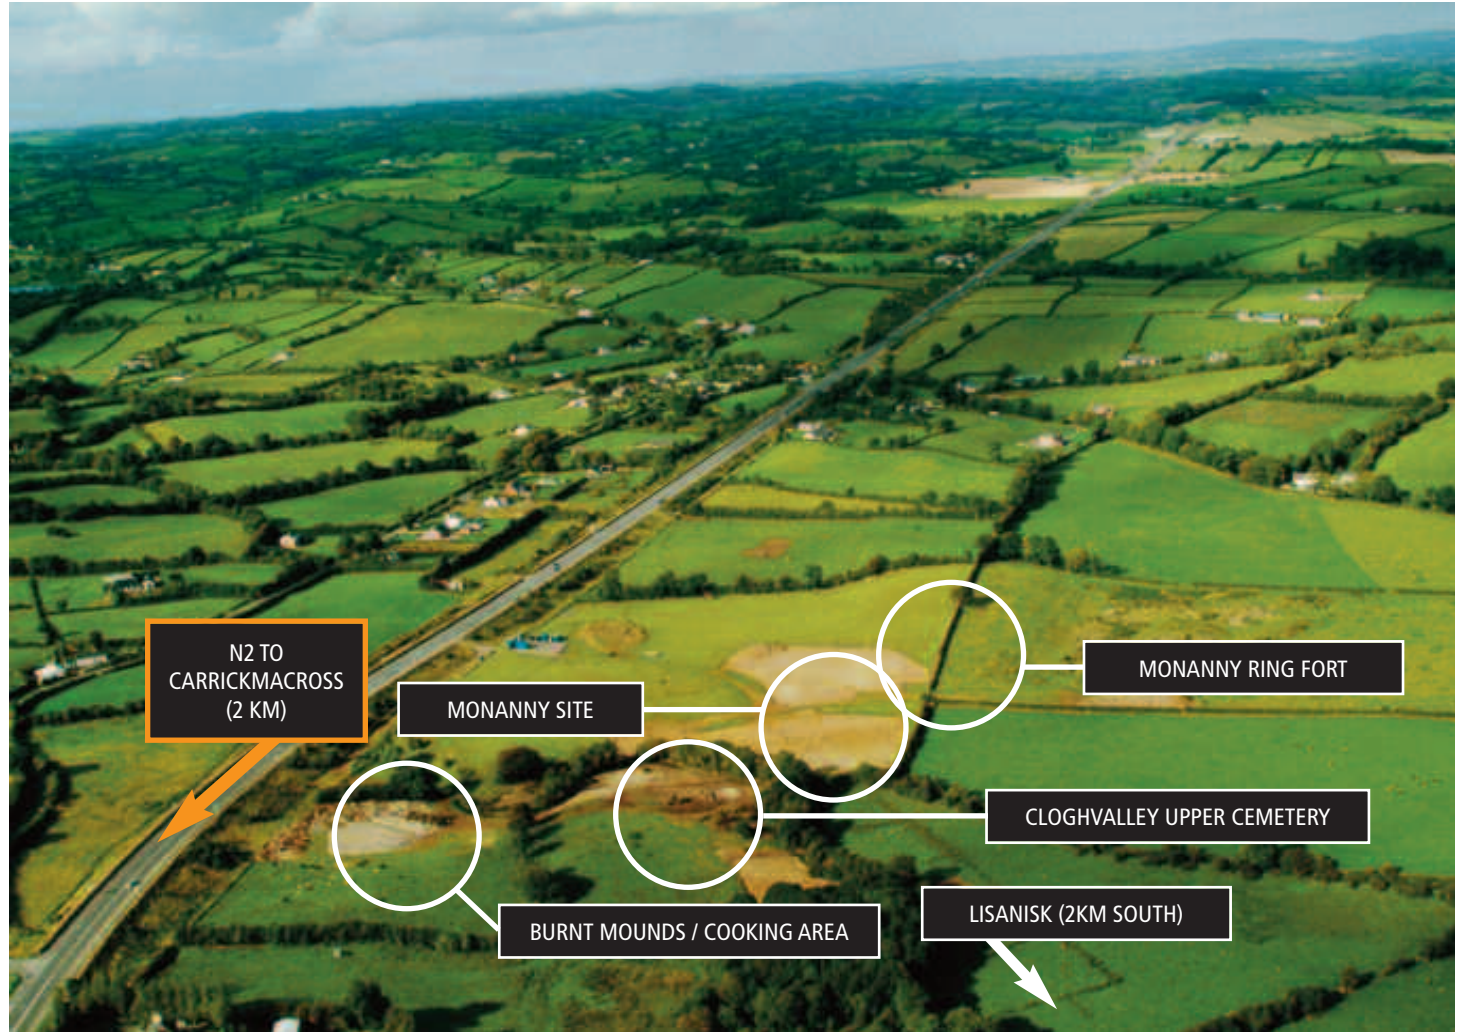 N2 TO
CARRICKMACROSS
(2 KM)
MONANNY RING FORT
MONANNY SITE
CLOGHVALLEY UPPER CEMETERY
LISANISK (2KM SOUTH)
BURNT MOUNDS / COOKING AREA